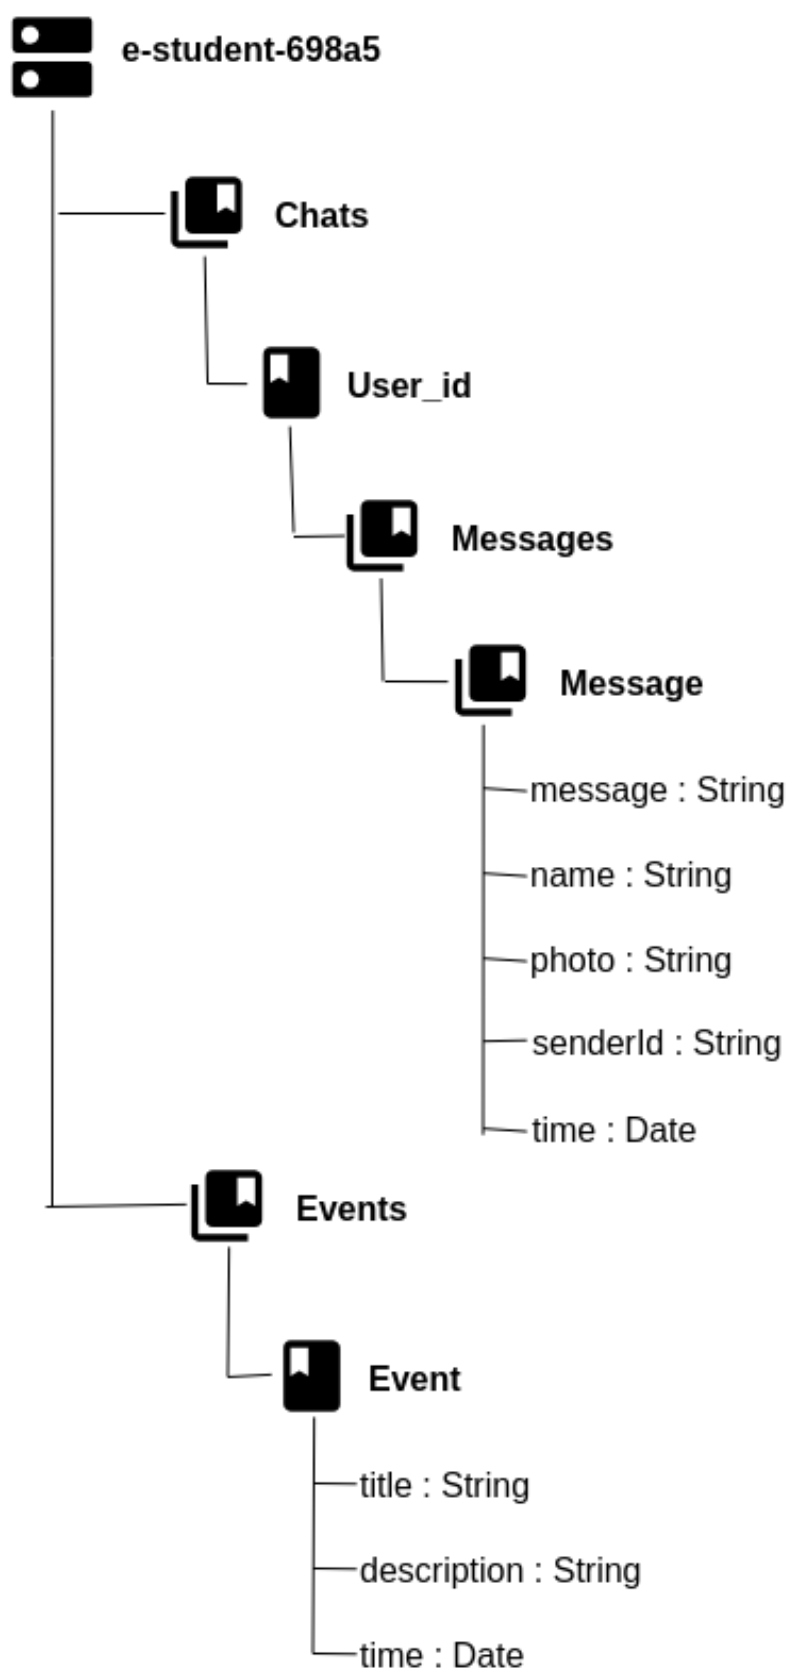 e-student-698a5
Chats
User_id
Messages
Message
message : String
name : String
photo : String
senderId : String
time : Date
Events
Event
title : String
description : String
time : Date